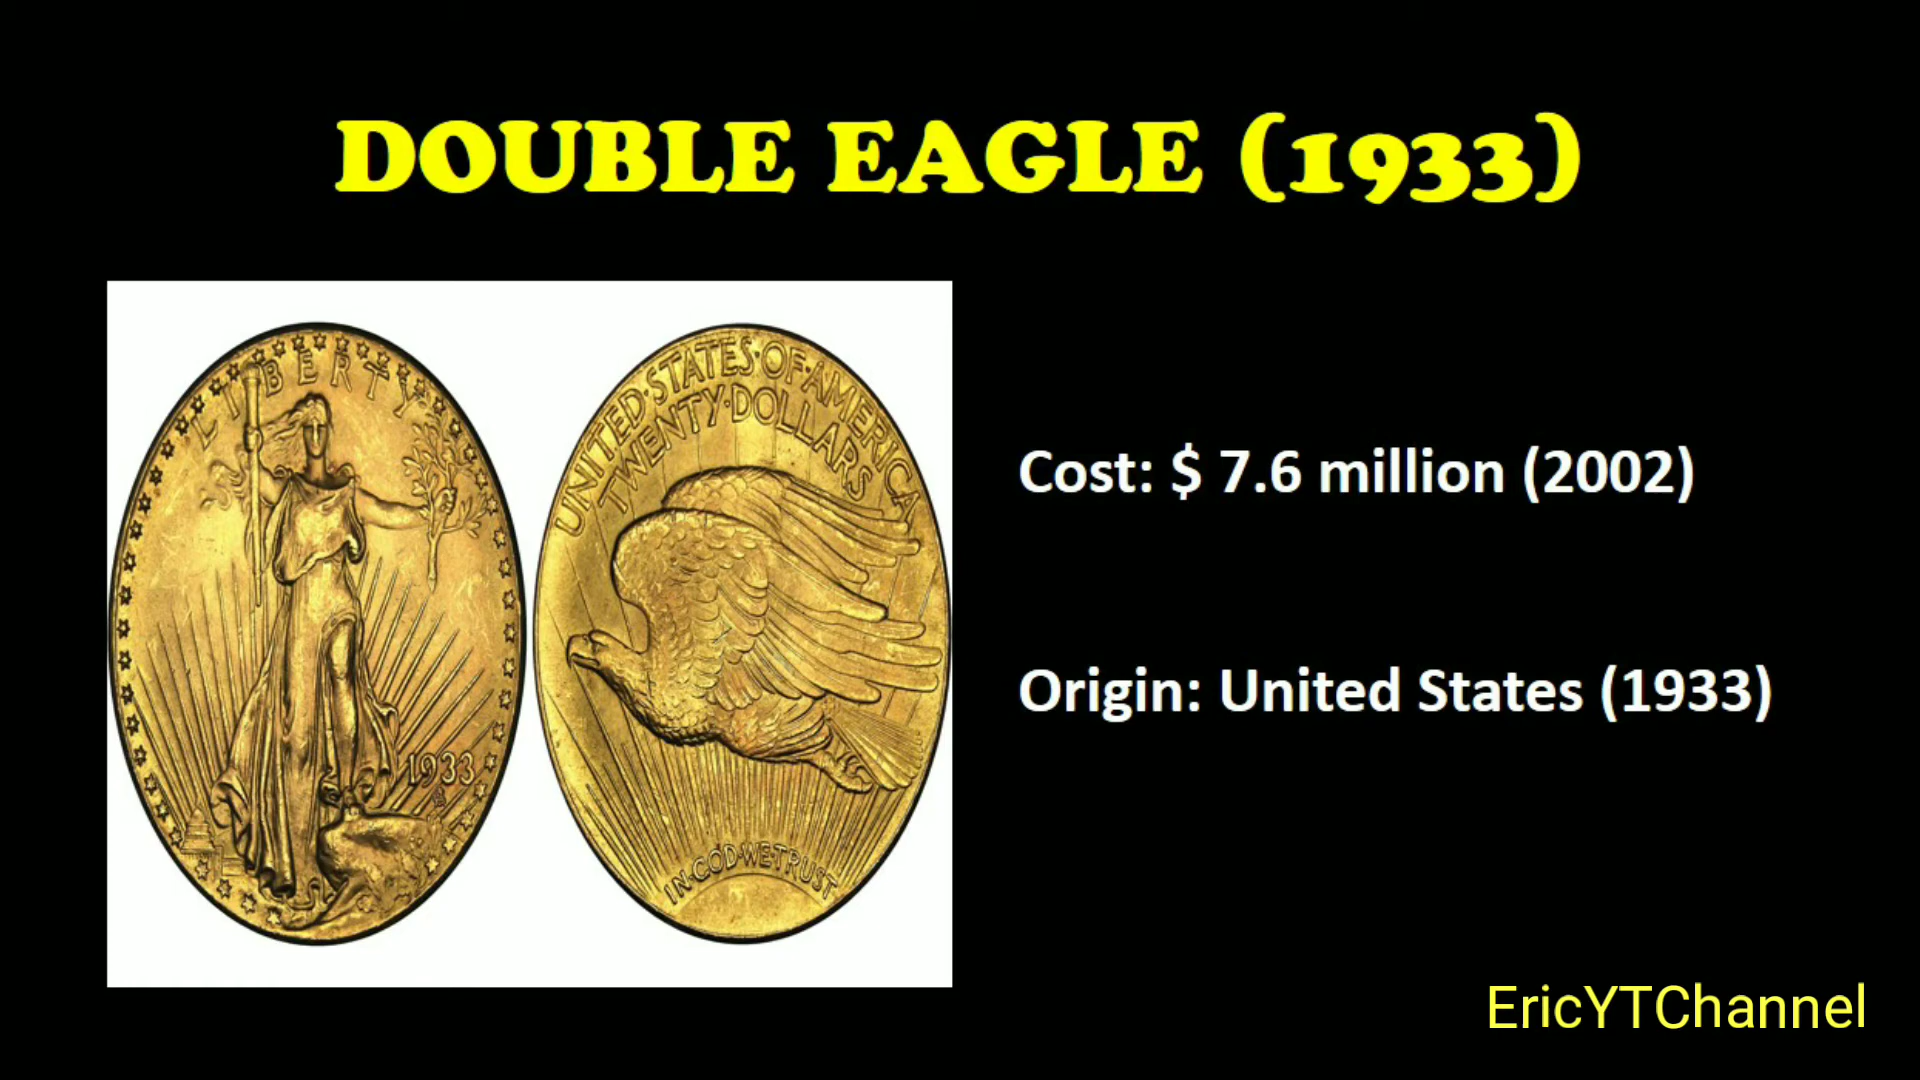 DOUBLE EAGLE (1933)
LIBERTY
1933
UNITED·STATES·OF·AMERICA
TWENTY·DOLLARS
IN·GOD·WE·TRUST
Cost: $ 7.6 million (2002)
Origin: United States (1933)
EricYTChannel